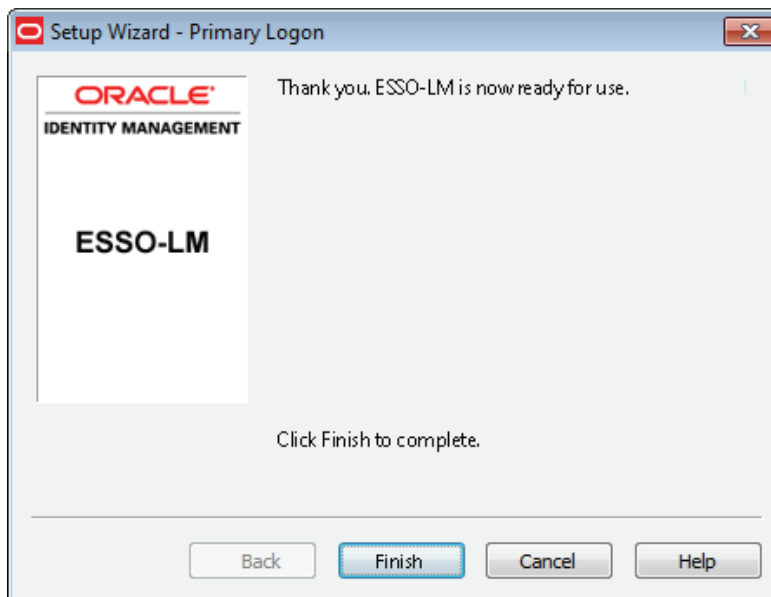 Setup Wizard - Primary Logon
ORACLE
IDENTITY MANAGEMENT
ESSO-LM
Thank you. ESSO-LM is now ready for use.
Click Finish to complete.
Back Finish Cancel Help